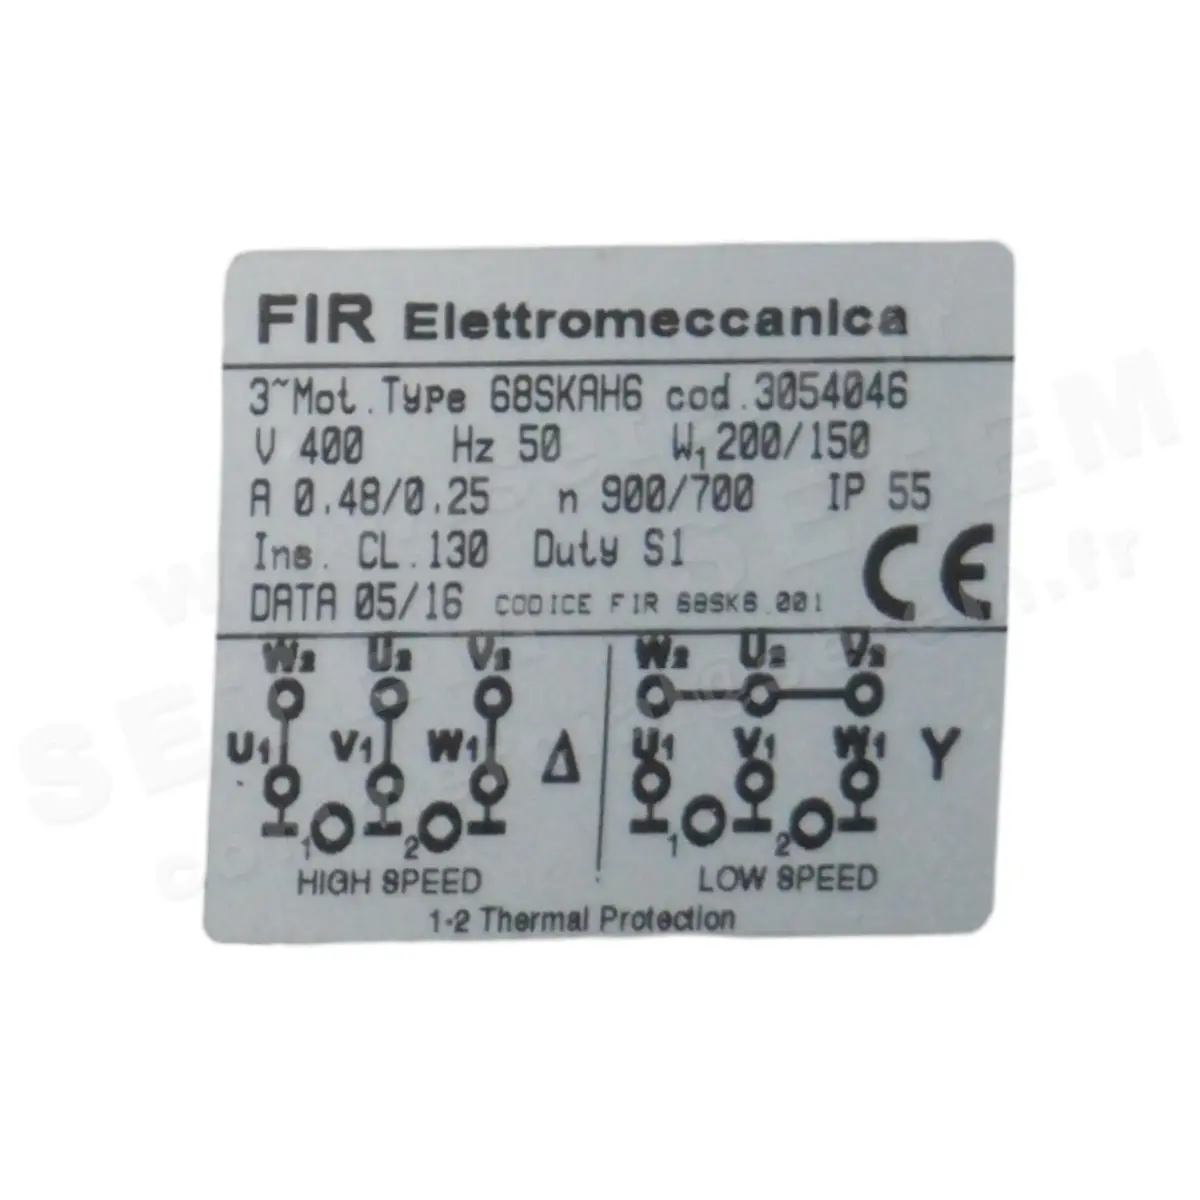 FIR Elettromeccanica
3~Mot.Type 68SKAH6 cod.3054046
V 400 Hz 50 W1 200/150
A 0.48/0.25 n 900/700 IP 55
Ins. CL.130 Duty S1
DATA 05/16 CODICE FIR 68SK6.001
CE
W2 U2 V2 W2 U2 V2
U1 V1 W1 Δ U1 V1 W1 Y
1 2 1 2
HIGH SPEED LOW SPEED
1-2 Thermal Protection